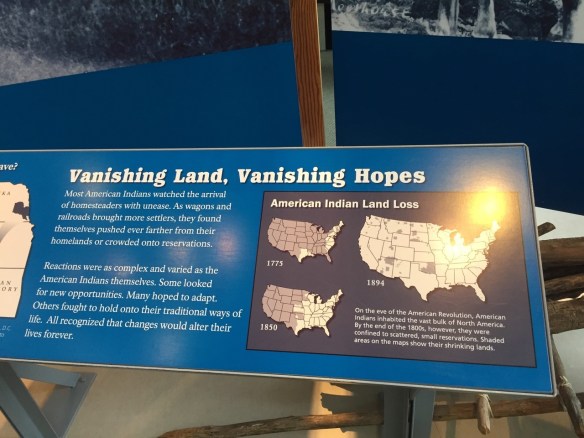 ave?
Vanishing Land, Vanishing Hopes
Most American Indians watched the arrival
of homesteaders with unease. As wagons and
railroads brought more settlers, they found
themselves pushed ever farther from their
homelands or crowded onto reservations.
Reactions were as complex and varied as the
American Indians themselves. Some looked
for new opportunities. Many hoped to adapt.
Others fought to hold onto their traditional ways of
life. All recognized that changes would alter their
lives forever.
American Indian Land Loss
1775
1850
1894
On the eve of the American Revolution, American
Indians inhabited the vast bulk of North America.
By the end of the 1800s, however, they were
confined to scattered, small reservations. Shaded
areas on the maps show their shrinking lands.